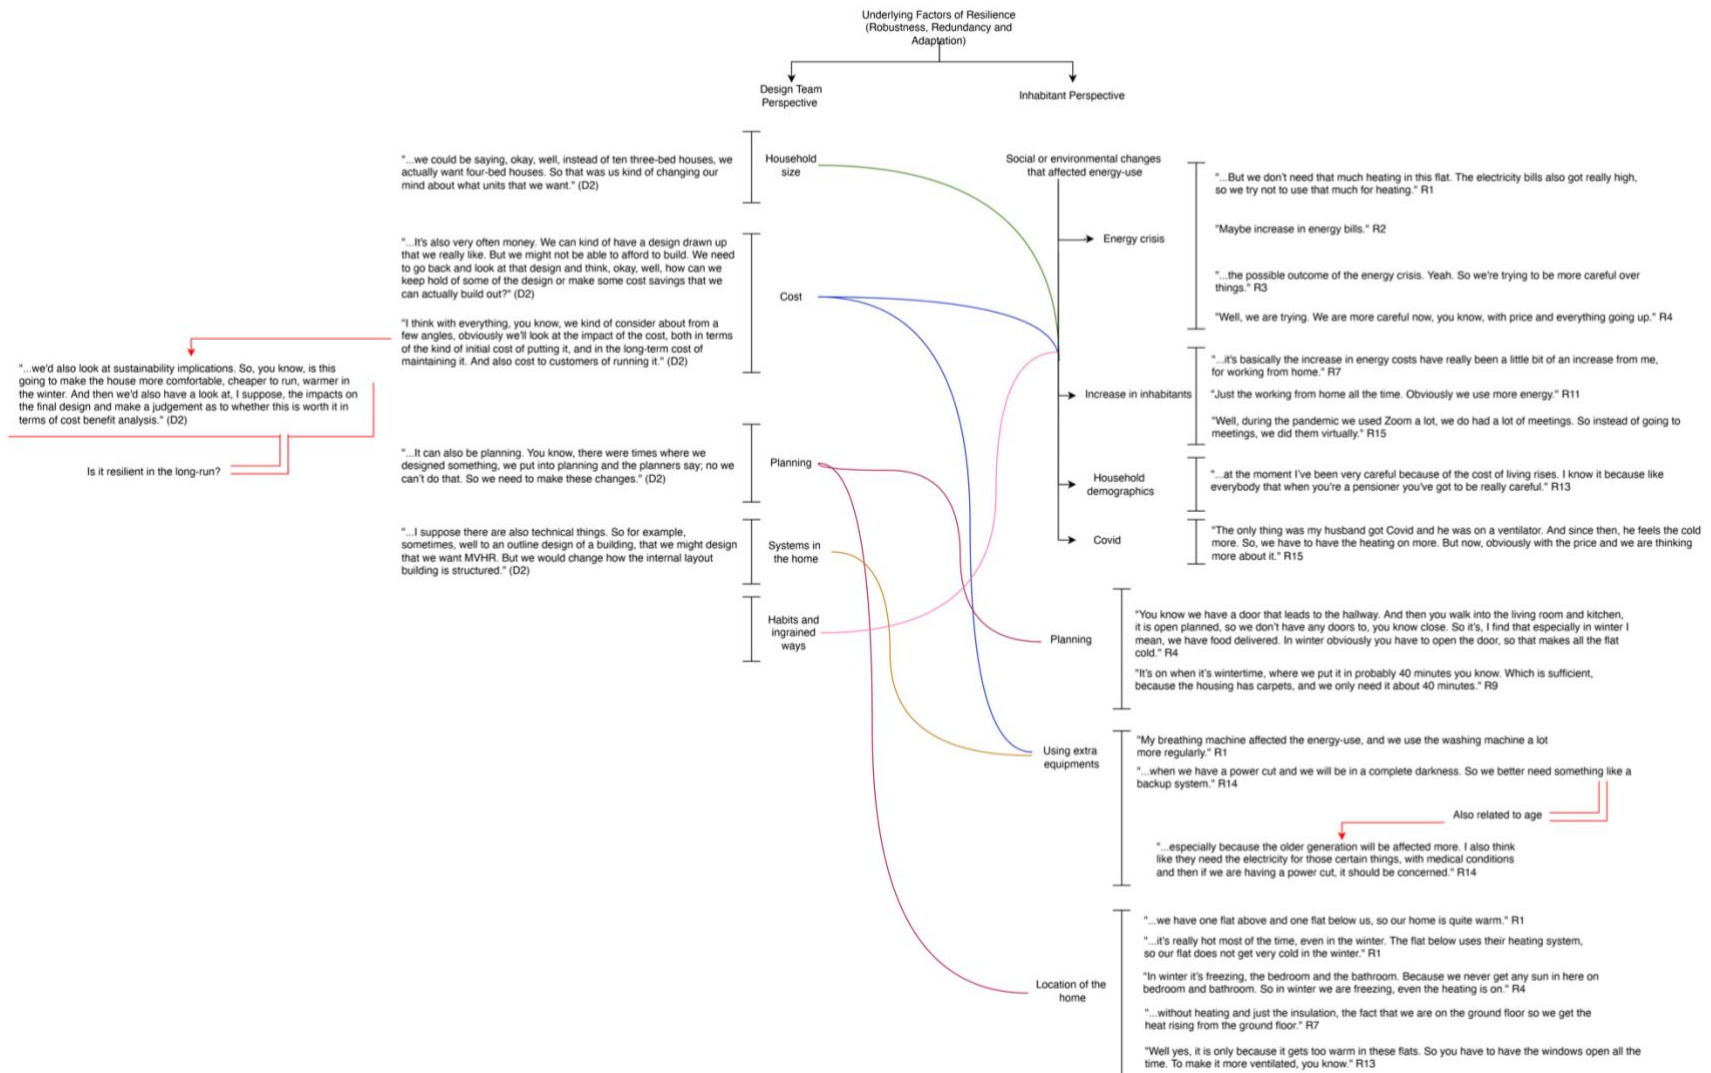 Underlying Factors of Resilience
(Robustness, Redundancy and
Adaptation)
Design Team
Perspective
Inhabitant Perspective
"...we could be saying, okay, well, instead of ten three-bed houses, we
actually want four-bed houses. So that was us kind of changing our
mind about what units that we want." (D2)
Household
size
"...It's also very often money. We can kind of have a design drawn up
that we really like. But we might not be able to afford to build. We need
to go back and look at that design and think, okay, well, how can we
keep hold of some of the design or make some cost savings that we
can actually build out?" (D2)
Cost
"I think with everything, you know, we kind of consider about from a
few angles, obviously we'll look at the impact of the cost, both in terms
of the kind of initial cost of putting it, and in the long-term cost of
maintaining it. And also cost to customers of running it." (D2)
"...we'd also look at sustainability implications. So, you know, is this
going to make the house more comfortable, cheaper to run, warmer in
the winter. And then we'd also have a look at, I suppose, the impacts on
the final design and make a judgement as to whether this is worth it in
terms of cost benefit analysis." (D2)
Is it resilient in the long-run?
"...It can also be planning. You know, there were times where we
designed something, we put into planning and the planners say; no we
can't do that. So we need to make these changes." (D2)
Planning
"...I suppose there are also technical things. So for example,
sometimes, well to an outline design of a building, that we might design
that we want MVHR. But we would change how the internal layout
building is structured." (D2)
Systems in
the home
Habits and
ingrained
ways
Social or environmental changes
that affected energy-use
Energy crisis
"...But we don't need that much heating in this flat. The electricity bills also got really high,
so we try not to use that much for heating." R1
"Maybe increase in energy bills." R2
"...the possible outcome of the energy crisis. Yeah. So we're trying to be more careful over
things." R3
"Well, we are trying. We are more careful now, you know, with price and everything going up." R4
Increase in inhabitants
"...it's basically the increase in energy costs have really been a little bit of an increase from me,
for working from home." R7
"Just the working from home all the time. Obviously we use more energy." R11
"Well, during the pandemic we used Zoom a lot, we do had a lot of meetings. So instead of going to
meetings, we did them virtually." R15
Household
demographics
"...at the moment I've been very careful because of the cost of living rises. I know it because like
everybody that when you're a pensioner you've got to be really careful." R13
Covid
"The only thing was my husband got Covid and he was on a ventilator. And since then, he feels the cold
more. So, we have to have the heating on more. But now, obviously with the price and we are thinking
more about it." R15
Planning
"You know we have a door that leads to the hallway. And then you walk into the living room and kitchen,
it is open planned, so we don't have any doors to, you know close. So it's, I find that especially in winter I
mean, we have food delivered. In winter obviously you have to open the door, so that makes all the flat
cold." R4
"It's on when it's wintertime, where we put it in probably 40 minutes you know. Which is sufficient,
because the housing has carpets, and we only need it about 40 minutes." R9
Using extra
equipments
"My breathing machine affected the energy-use, and we use the washing machine a lot
more regularly." R1
"...when we have a power cut and we will be in a complete darkness. So we better need something like a
backup system." R14
Also related to age
"...especially because the older generation will be affected more. I also think
like they need the electricity for those certain things, with medical conditions
and then if we are having a power cut, it should be concerned." R14
Location of the
home
"...we have one flat above and one flat below us, so our home is quite warm." R1
"...it's really hot most of the time, even in the winter. The flat below uses their heating system,
so our flat does not get very cold in the winter." R1
"In winter it's freezing, the bedroom and the bathroom. Because we never get any sun in here on
bedroom and bathroom. So in winter we are freezing, even the heating is on." R4
"...without heating and just the insulation, the fact that we are on the ground floor so we get the
heat rising from the ground floor." R7
"Well yes, it is only because it gets too warm in these flats. So you have to have the windows open all the
time. To make it more ventilated, you know." R13